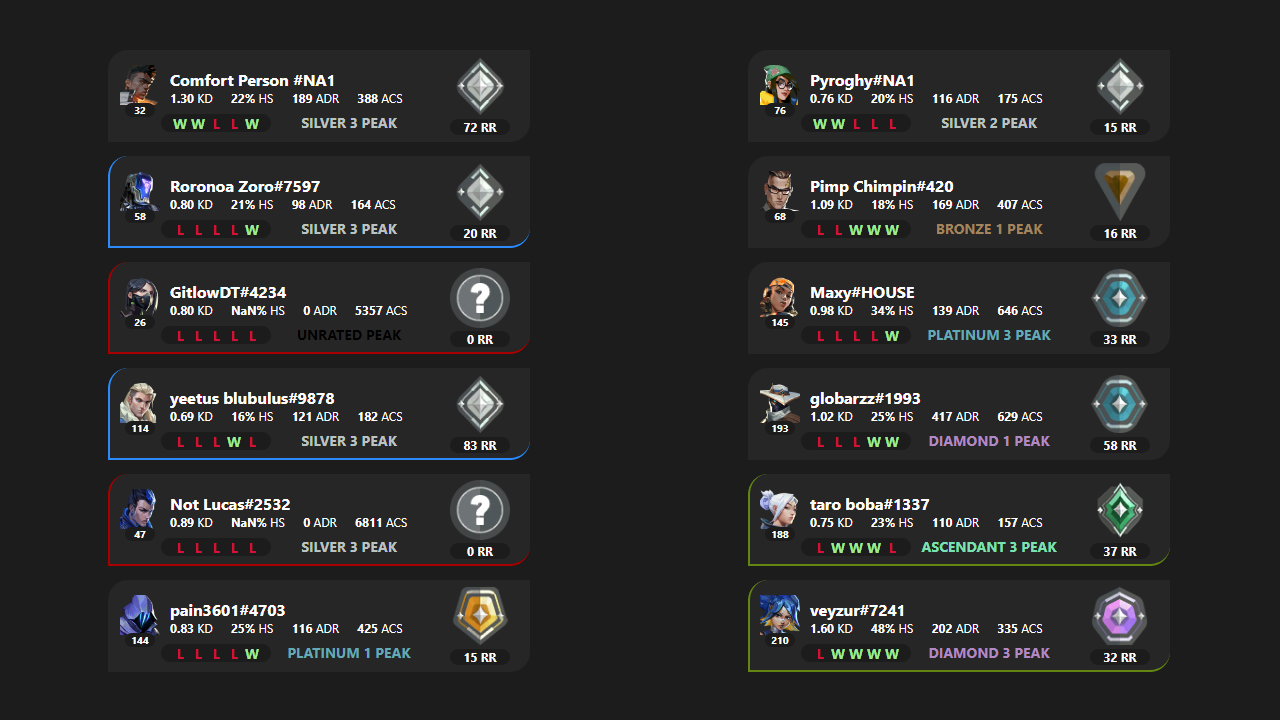 Comfort Person #NA1
1.30 KD 22% HS 189 ADR 388 ACS
32
W W L L W SILVER 3 PEAK
72 RR
Roronoa Zoro#7597
0.80 KD 21% HS 98 ADR 164 ACS
58
L L L L W SILVER 3 PEAK
20 RR
GitlowDT#4234
0.80 KD NaN% HS 0 ADR 5357 ACS
26
L L L L L UNRATED PEAK
?
0 RR
yeetus blubulus#9878
0.69 KD 16% HS 121 ADR 182 ACS
114
L L L W L SILVER 3 PEAK
83 RR
Not Lucas#2532
0.89 KD NaN% HS 0 ADR 6811 ACS
47
L L L L L SILVER 3 PEAK
?
0 RR
pain3601#4703
0.83 KD 25% HS 116 ADR 425 ACS
144
L L L L W PLATINUM 1 PEAK
15 RR
Pyroghy#NA1
0.76 KD 20% HS 116 ADR 175 ACS
76
W W L L L SILVER 2 PEAK
15 RR
Pimp Chimpin#420
1.09 KD 18% HS 169 ADR 407 ACS
68
L L W W W BRONZE 1 PEAK
16 RR
Maxy#HOUSE
0.98 KD 34% HS 139 ADR 646 ACS
145
L L L L W PLATINUM 3 PEAK
33 RR
globarzz#1993
1.02 KD 25% HS 417 ADR 629 ACS
193
L L L W W DIAMOND 1 PEAK
58 RR
taro boba#1337
0.75 KD 23% HS 110 ADR 157 ACS
188
L W W W L ASCENDANT 3 PEAK
37 RR
veyzur#7241
1.60 KD 48% HS 202 ADR 335 ACS
210
L W W W W DIAMOND 3 PEAK
32 RR